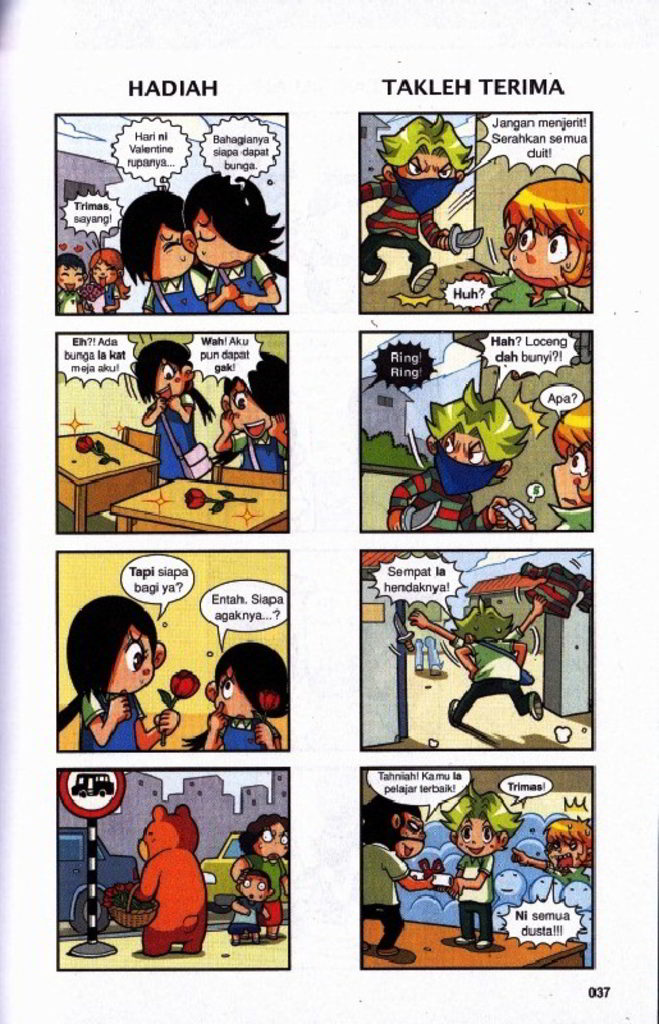 HADIAH
Hari ni
Valentine
rupanya...
Bahagianya
siapa dapat
bunga.
Trimas,
sayang!
Eih?! Ada
bunga la kat
meja aku!
Wah! Aku
pun dapat
gak!
Tapi siapa
bagi ya?
Entah. Siapa
agaknya...?
TAKLEH TERIMA
Jangan menjerit!
Serahkan semua
duit!
Huh?
Ring!
Ring!
Hah? Loceng
dah bunyi?!
Apa?
Sempat la
hendaknya!
Tahniah! Kamu la
pelajar terbaik!
Trimas!
Ni semua
dusta!!!
037